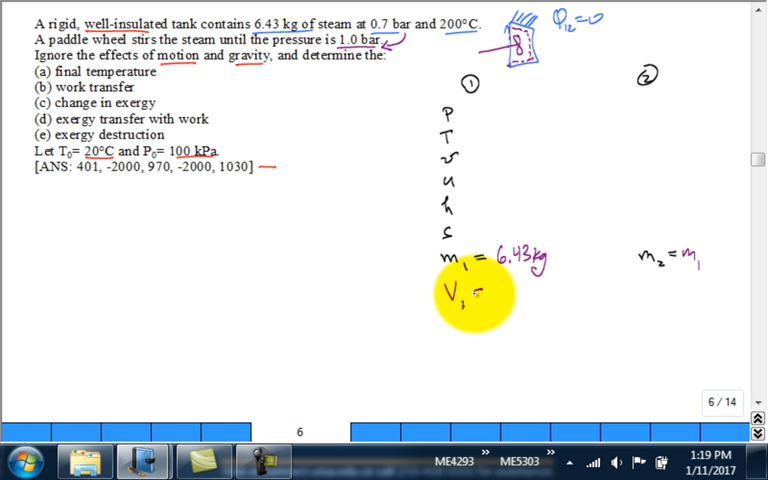 A rigid, well-insulated tank contains 6.43 kg of steam at 0.7 bar and 200°C.
A paddle wheel stirs the steam until the pressure is 1.0 bar.
Ignore the effects of motion and gravity, and determine the:
(a) final temperature
(b) work transfer
(c) change in exergy
(d) exergy transfer with work
(e) exergy destruction
Let T0= 20°C and P0= 100 kPa.
[ANS: 401, -2000, 970, -2000, 1030]
8
Φ12=0
1 2
P
T
v
u
h
s
m1 = 6.43kg m2 = m1
V1 =
6 / 14
6
ME4293 » ME5303 »
1:19 PM
1/11/2017